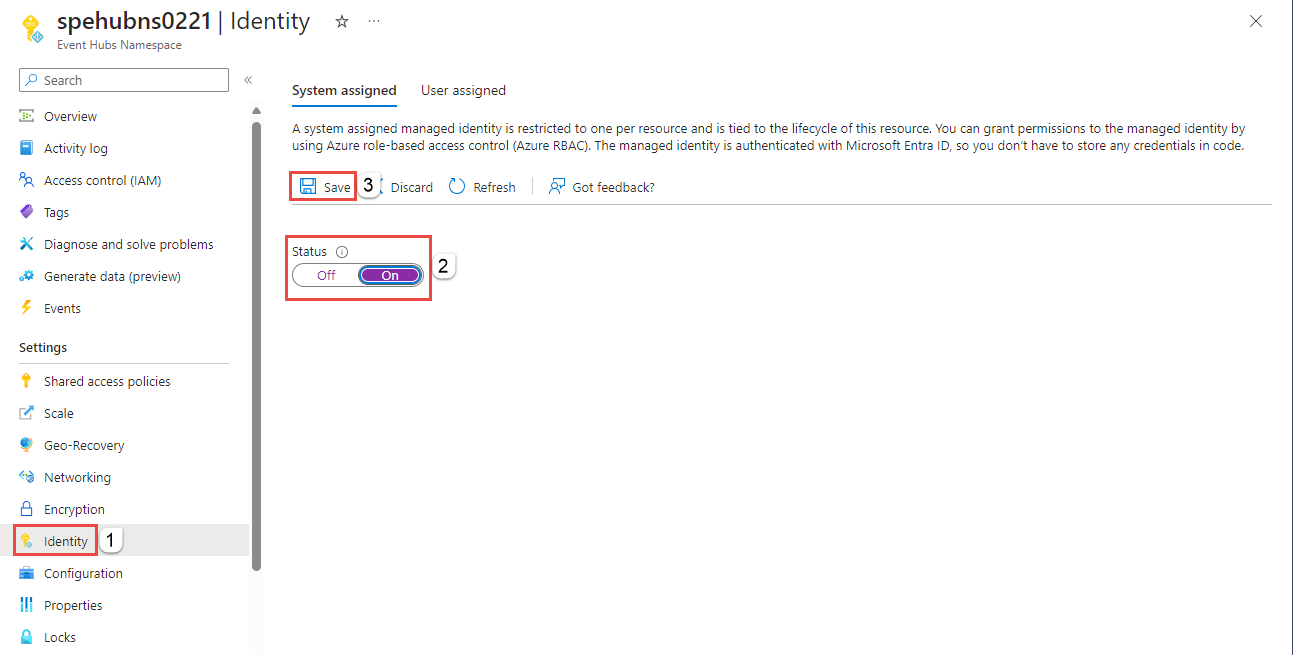 spehubns0221 | Identity ☆ ...
Event Hubs Namespace
Search
«
Overview
Activity log
Access control (IAM)
Tags
Diagnose and solve problems
Generate data (preview)
Events
Settings
Shared access policies
Scale
Geo-Recovery
Networking
Encryption
Identity 1
Configuration
Properties
Locks
System assigned User assigned
A system assigned managed identity is restricted to one per resource and is tied to the lifecycle of this resource. You can grant permissions to the managed identity by
using Azure role-based access control (Azure RBAC). The managed identity is authenticated with Microsoft Entra ID, so you don't have to store any credentials in code.
Save 3 Discard Refresh Got feedback?
Status
Off On 2